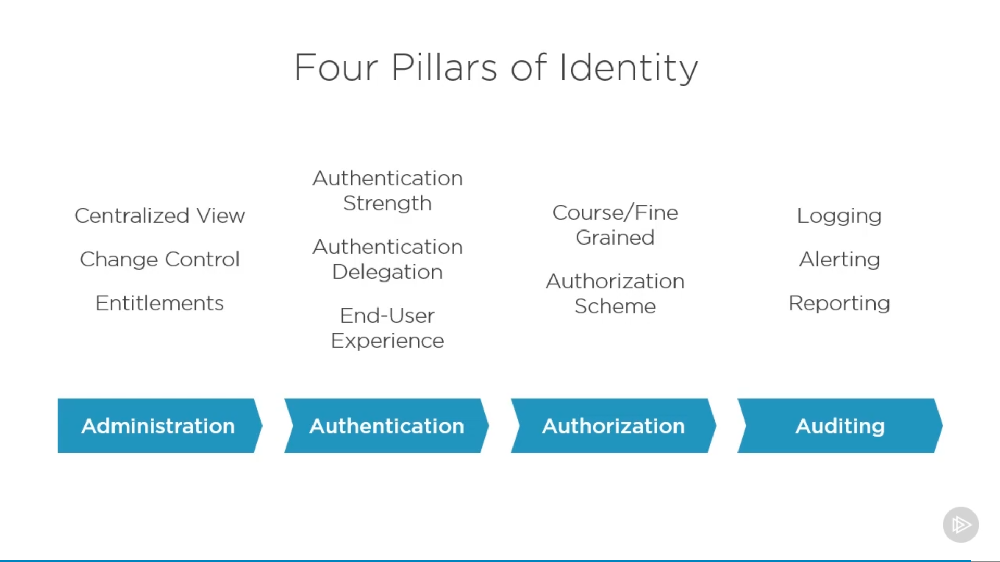 Four Pillars of Identity
Centralized View
Change Control
Entitlements
Administration
Authentication
Strength
Authentication
Delegation
End-User
Experience
Authentication
Course/Fine
Grained
Authorization
Scheme
Authorization
Logging
Alerting
Reporting
Auditing